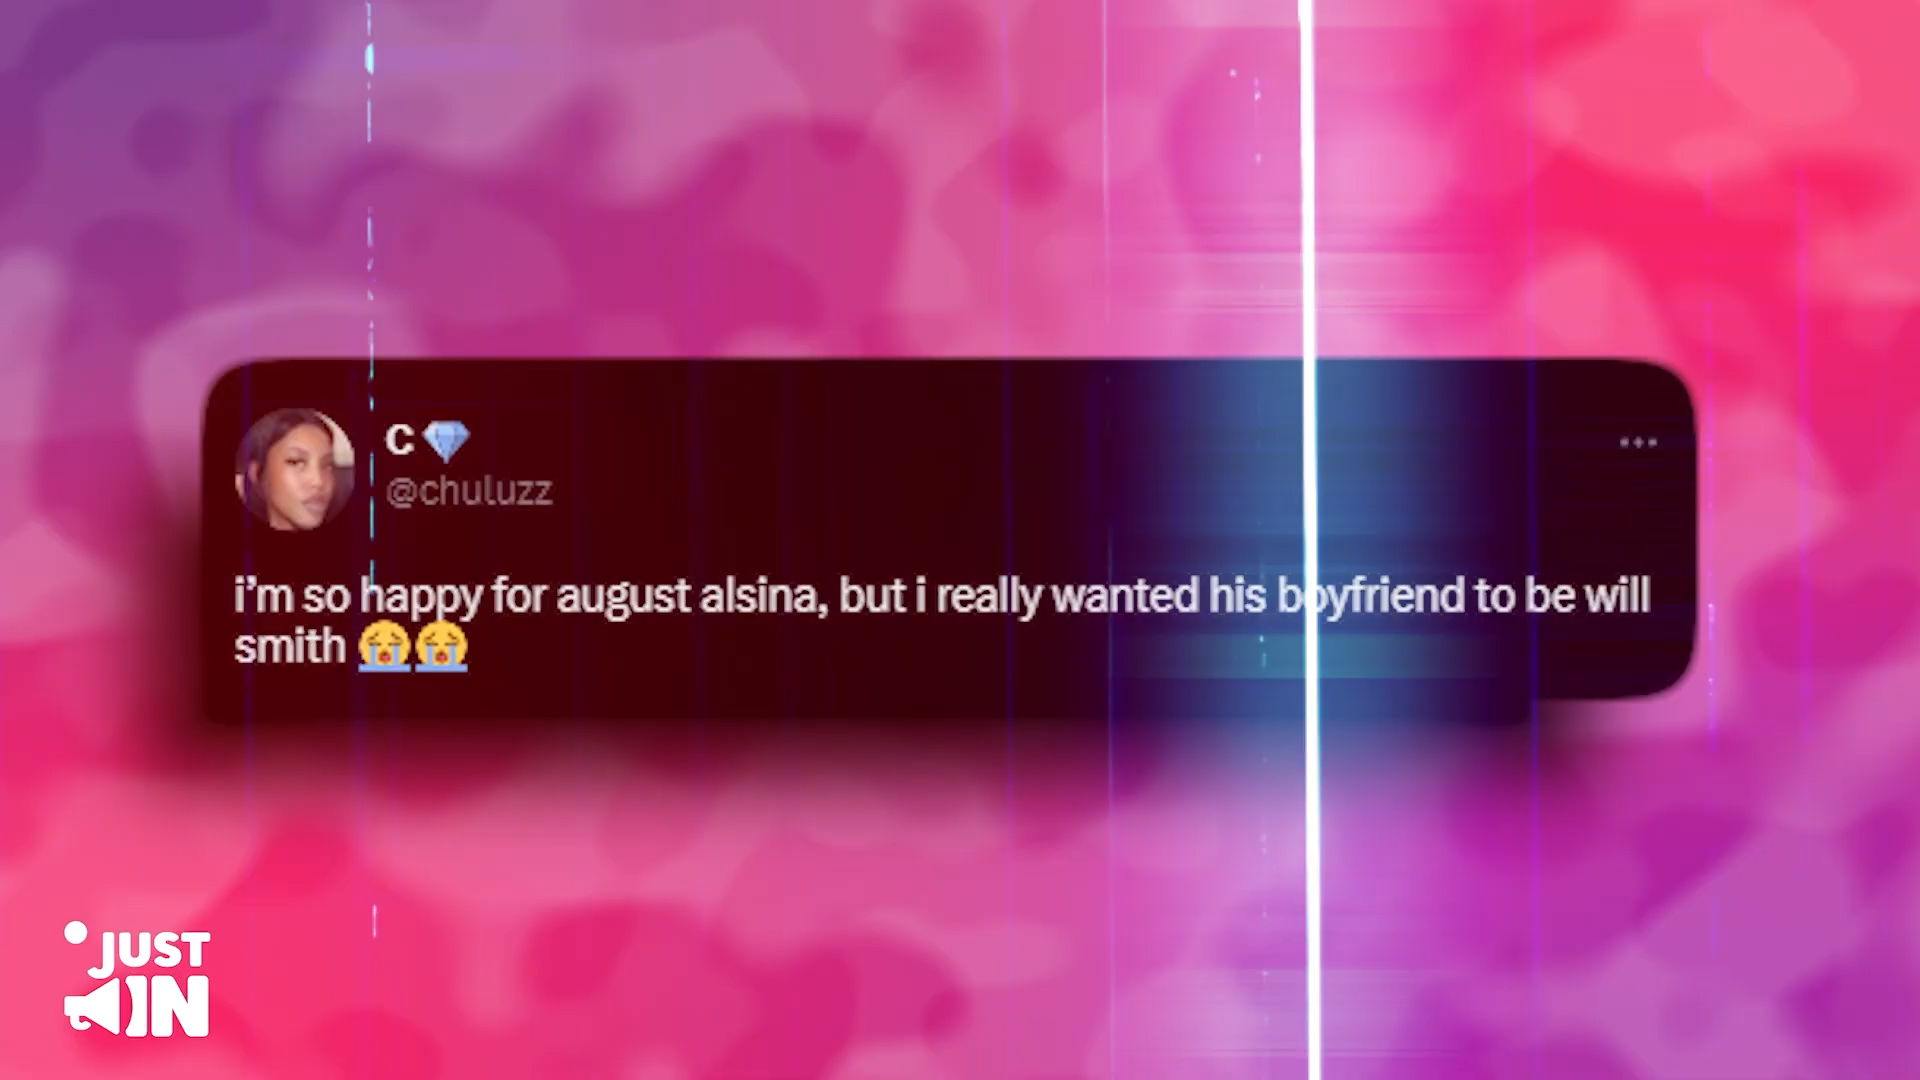 C💎
@chuluzz
i'm so happy for august alsina, but i really wanted his boyfriend to be will
smith 😭😭
JUST
IN